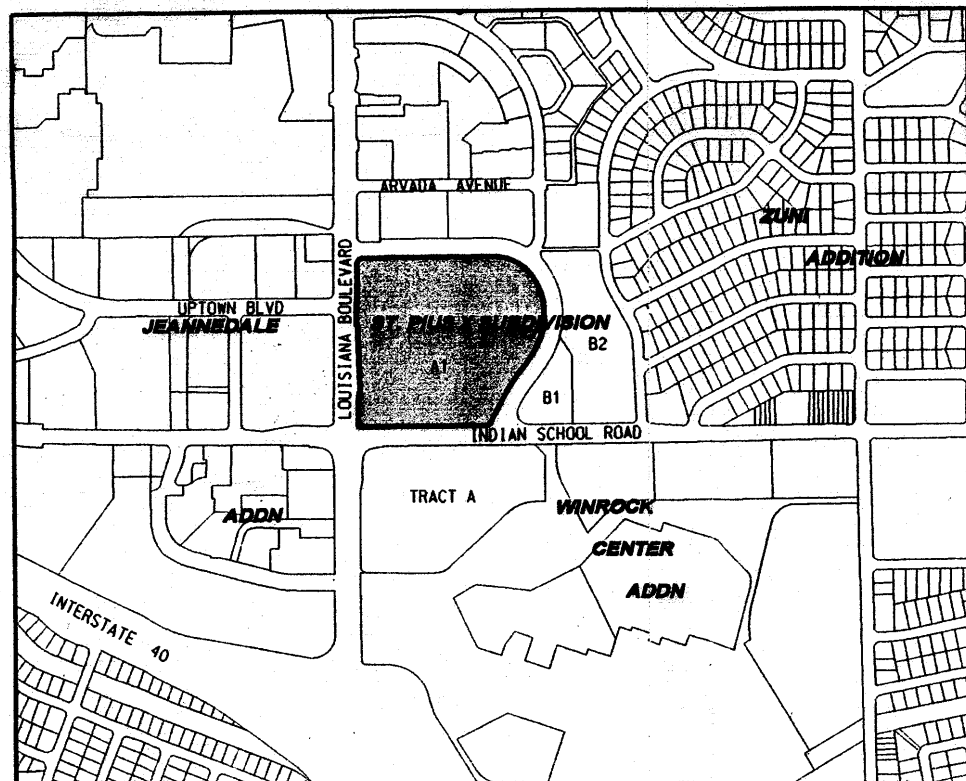 ARVADA AVENUE
ZUNI
ADDITION
LOUISIANA BOULEVARD
UPTOWN BLVD
JEANNEDALE
ST. PIUS X SUBDIVISION
B2
A1
B1
INDIAN SCHOOL ROAD
TRACT A
WINROCK
ADDN
CENTER
ADDN
INTERSTATE 40